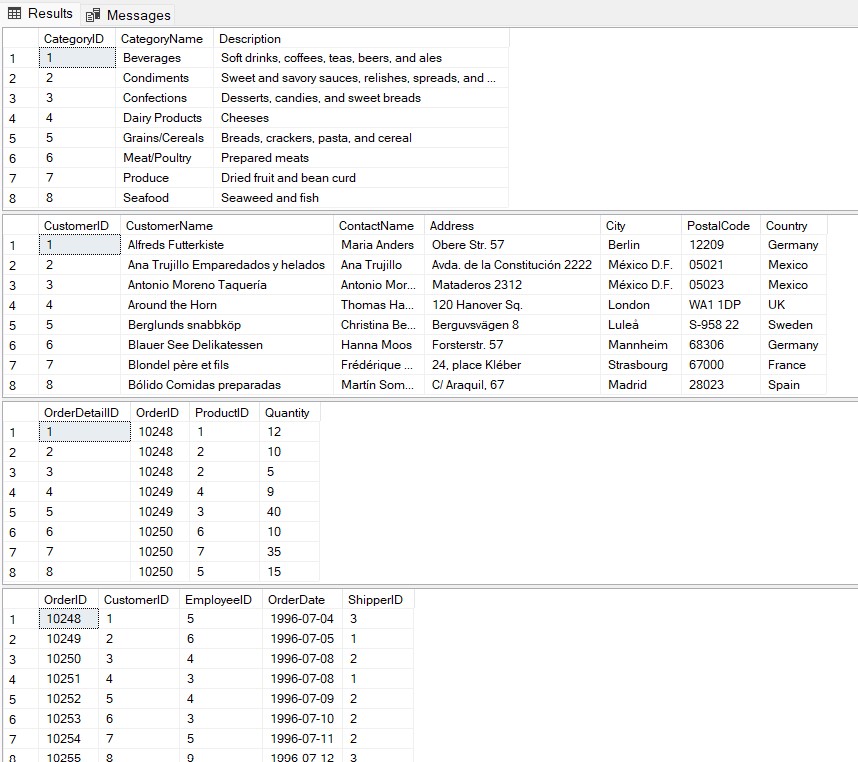 Results Messages
CategoryID CategoryName Description
1 1 Beverages Soft drinks, coffees, teas, beers, and ales
2 2 Condiments Sweet and savory sauces, relishes, spreads, and ...
3 3 Confections Desserts, candies, and sweet breads
4 4 Dairy Products Cheeses
5 5 Grains/Cereals Breads, crackers, pasta, and cereal
6 6 Meat/Poultry Prepared meats
7 7 Produce Dried fruit and bean curd
8 8 Seafood Seaweed and fish
CustomerID CustomerName ContactName Address City PostalCode Country
1 1 Alfreds Futterkiste Maria Anders Obere Str. 57 Berlin 12209 Germany
2 2 Ana Trujillo Emparedados y helados Ana Trujillo Avda. de la Constitución 2222 México D.F. 05021 Mexico
3 3 Antonio Moreno Taquería Antonio Mor... Mataderos 2312 México D.F. 05023 Mexico
4 4 Around the Horn Thomas Ha... 120 Hanover Sq. London WA1 1DP UK
5 5 Berglunds snabbköp Christina Be... Berguvsvägen 8 Luleå S-958 22 Sweden
6 6 Blauer See Delikatessen Hanna Moos Forsterstr. 57 Mannheim 68306 Germany
7 7 Blondel père et fils Frédérique ... 24, place Kléber Strasbourg 67000 France
8 8 Bólido Comidas preparadas Martín Som... C/ Araquil, 67 Madrid 28023 Spain
OrderDetailID OrderID ProductID Quantity
1 1 10248 1 12
2 2 10248 2 10
3 3 10248 2 5
4 4 10249 4 9
5 5 10249 3 40
6 6 10250 6 10
7 7 10250 7 35
8 8 10250 5 15
OrderID CustomerID EmployeeID OrderDate ShipperID
1 10248 1 5 1996-07-04 3
2 10249 2 6 1996-07-05 1
3 10250 3 4 1996-07-08 2
4 10251 4 3 1996-07-08 1
5 10252 5 4 1996-07-09 2
6 10253 6 3 1996-07-10 2
7 10254 7 5 1996-07-11 2
8 10255 8 9 1996-07-12 3